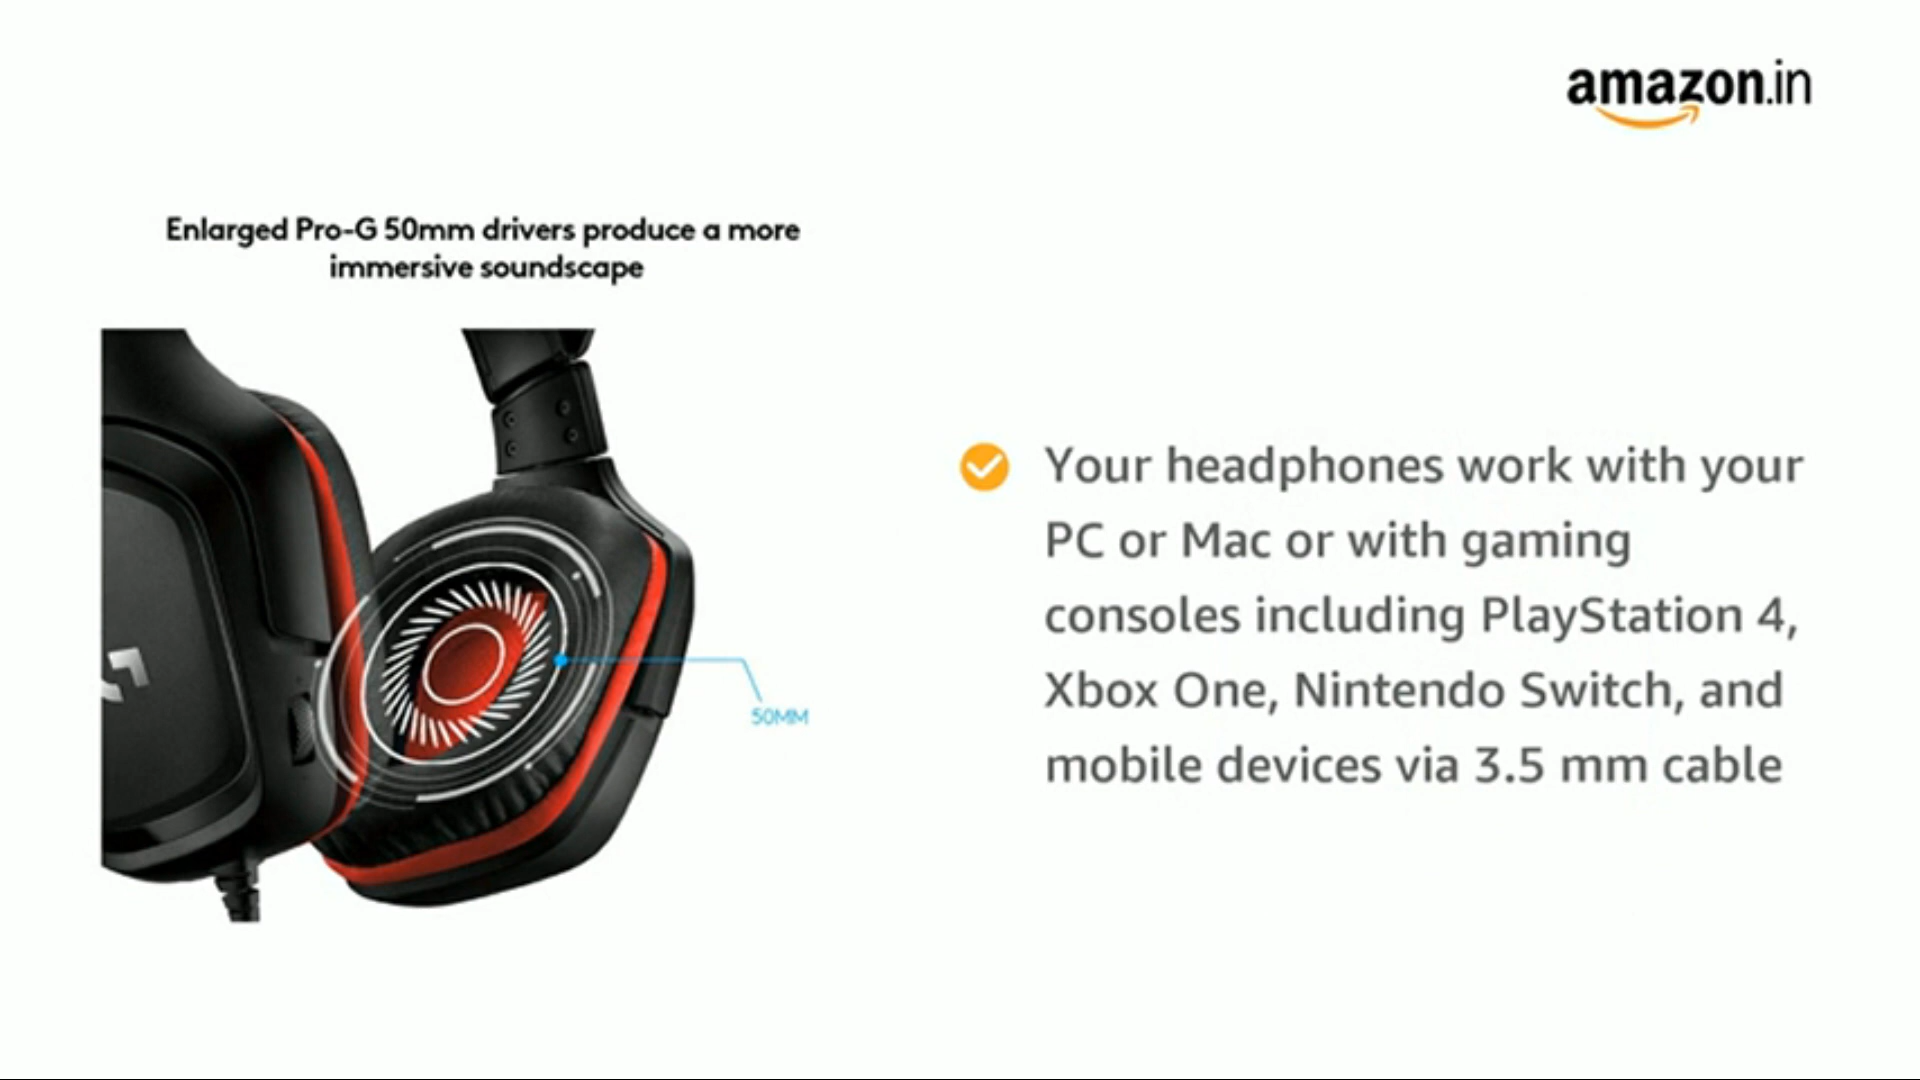 amazon.in
Enlarged Pro-G 50mm drivers produce a more
immersive soundscape
50MM
Your headphones work with your
PC or Mac or with gaming
consoles including PlayStation 4,
Xbox One, Nintendo Switch, and
mobile devices via 3.5 mm cable